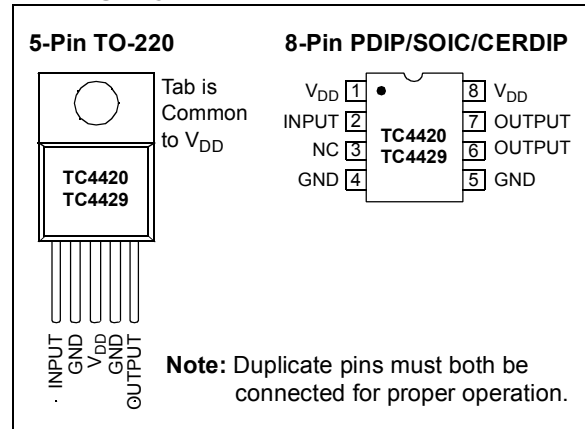 5-Pin TO-220
Tab is
Common
to VDD
TC4420
TC4429
INPUT
GND
VDD
GND
OUTPUT
8-Pin PDIP/SOIC/CERDIP
VDD 1
INPUT 2
NC 3
GND 4
TC4420
TC4429
8 VDD
7 OUTPUT
6 OUTPUT
5 GND
Note: Duplicate pins must both be
connected for proper operation.